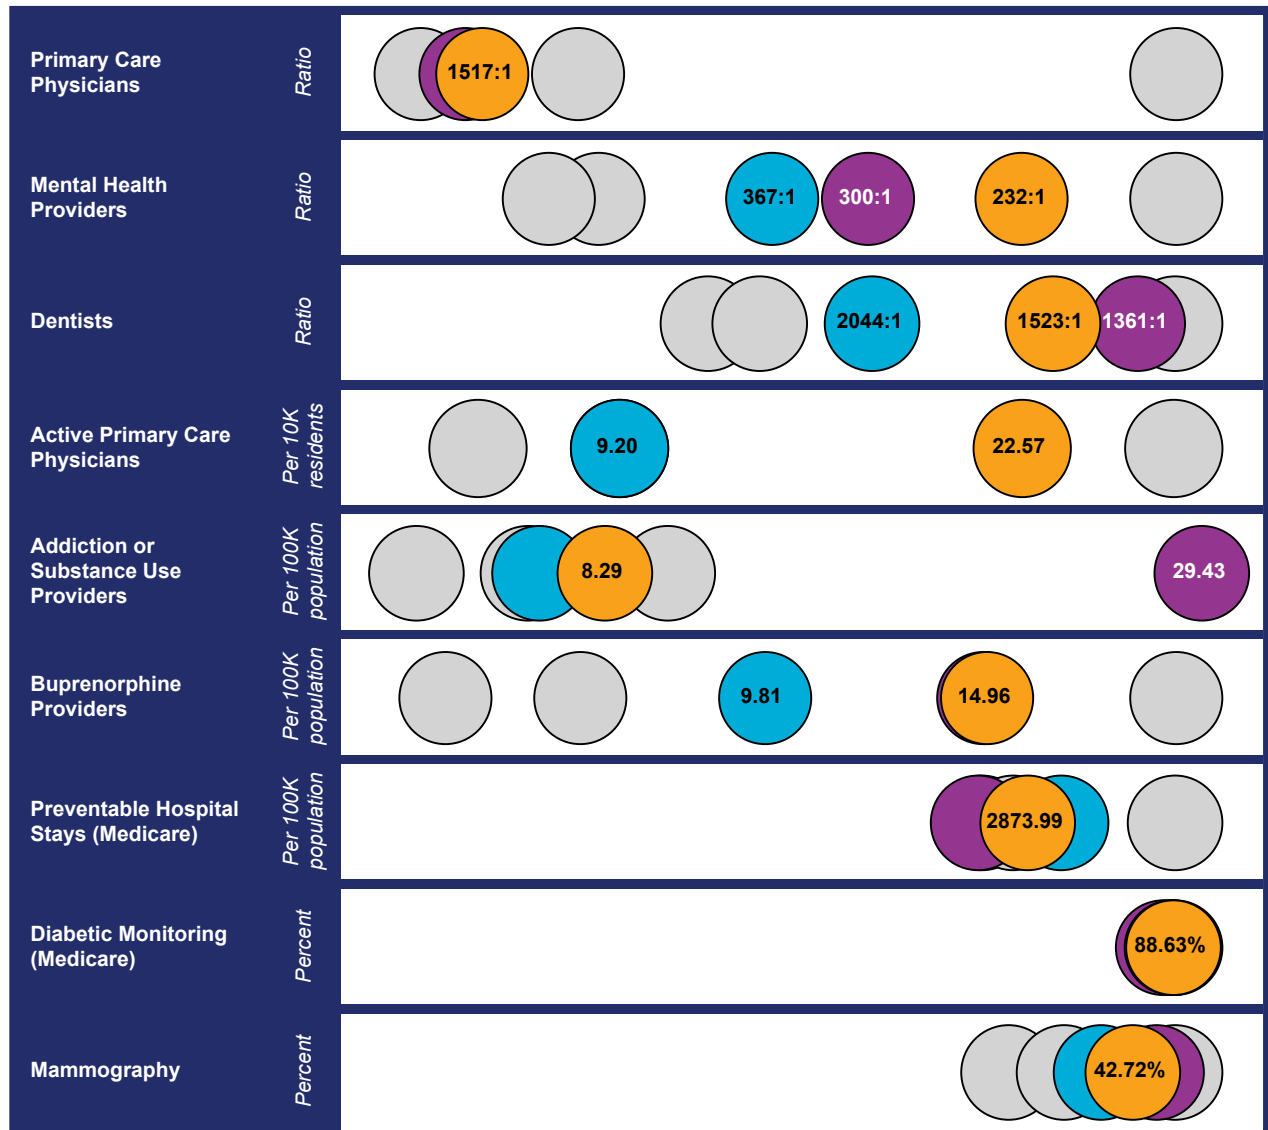 Primary Care
Physicians
Ratio
1517:1
Mental Health
Providers
Ratio
367:1
300:1
232:1
Dentists
Ratio
2044:1
1523:1
1361:1
Active Primary Care
Physicians
Per 10K
residents
9.20
22.57
Addiction or
Substance Use
Providers
Per 100K
population
8.29
29.43
Buprenorphine
Providers
Per 100K
population
9.81
14.96
Preventable Hospital
Stays (Medicare)
Per 100K
population
2873.99
Diabetic Monitoring
(Medicare)
Percent
88.63%
Mammography
Percent
42.72%